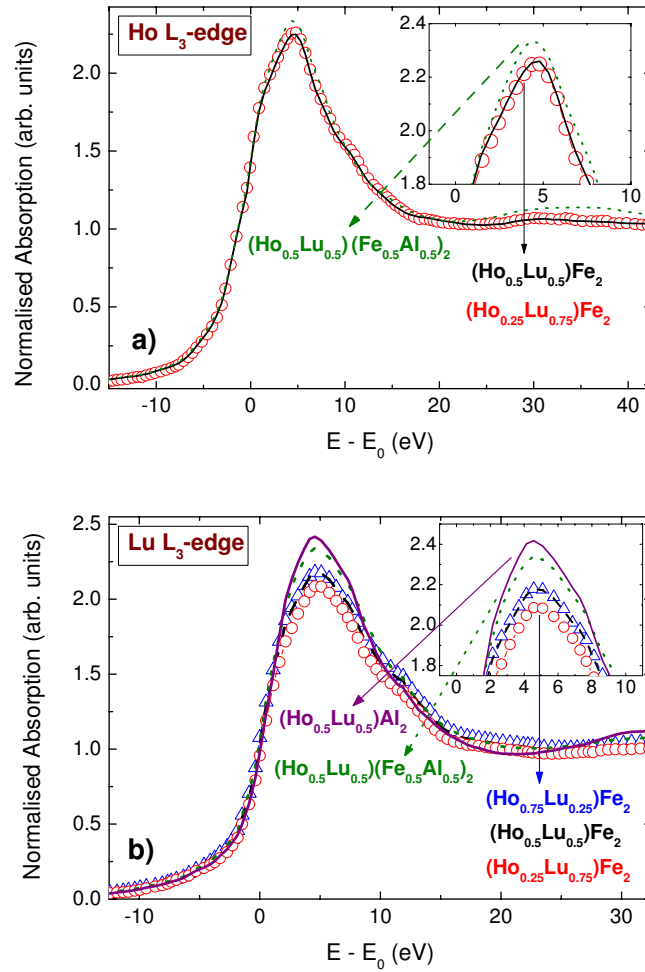 Ho L₃-edge
2.5
2.0
1.5
1.0
0.5
0.0
Normalised Absorption (arb. units)
2.4
2.2
2.0
1.8
0 5 10
(Ho₀.₅Lu₀.₅)(Fe₀.₅Al₀.₅)₂
(Ho₀.₅Lu₀.₅)Fe₂
(Ho₀.₂₅Lu₀.₇₅)Fe₂
a)
-10 0 10 20 30 40
E - E₀ (eV)
Lu L₃-edge
2.5
2.0
1.5
1.0
0.5
0.0
Normalised Absorption (arb. units)
2.4
2.2
2.0
1.8
0 2 4 6 8 10
(Ho₀.₅Lu₀.₅)Al₂
(Ho₀.₅Lu₀.₅)(Fe₀.₅Al₀.₅)₂
(Ho₀.₇₅Lu₀.₂₅)Fe₂
(Ho₀.₅Lu₀.₅)Fe₂
(Ho₀.₂₅Lu₀.₇₅)Fe₂
b)
-10 0 10 20 30
E - E₀ (eV)